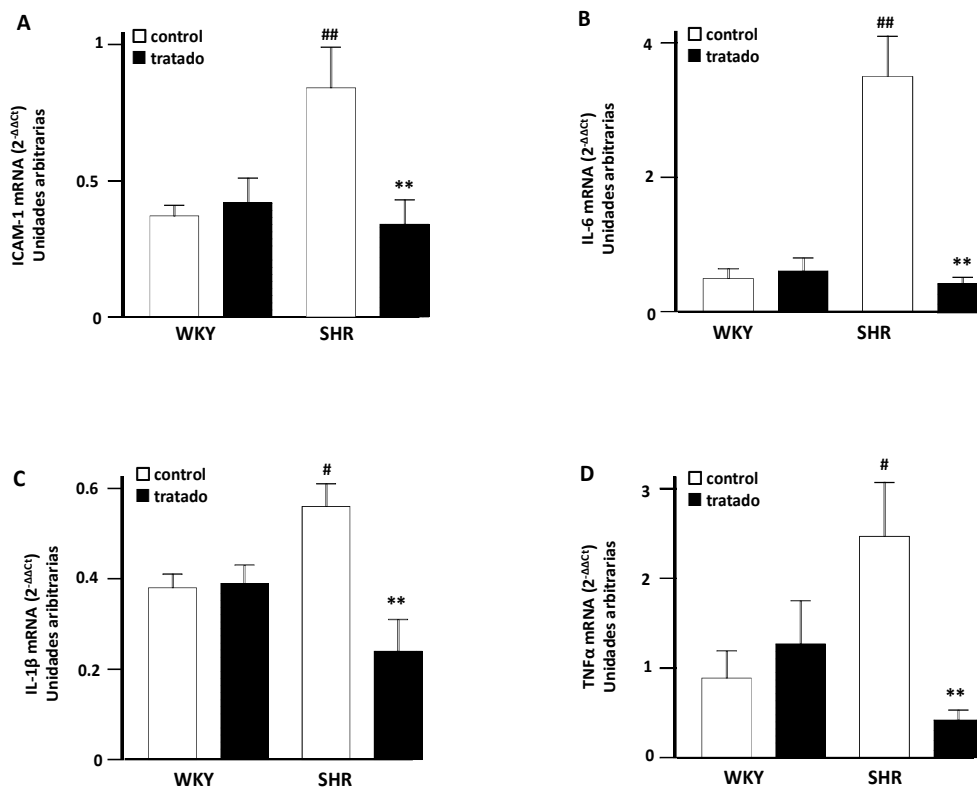 A
control
tratado
##
**
1
0.5
0
ICAM-1 mRNA (2-ΔΔCt)
Unidades arbitrarias
WKY SHR
B
##
**
4
2
0
IL-6 mRNA (2-ΔΔCt)
Unidades arbitrarias
WKY SHR
C
control
tratado
#
**
0.6
0.4
0.2
0
IL-1β mRNA (2-ΔΔCt)
Unidades aribitrarias
WKY SHR
D
control
tratado
#
**
3
2
1
0
TNFα mRNA (2-ΔΔCt)
Unidades arbitrarias
WKY SHR